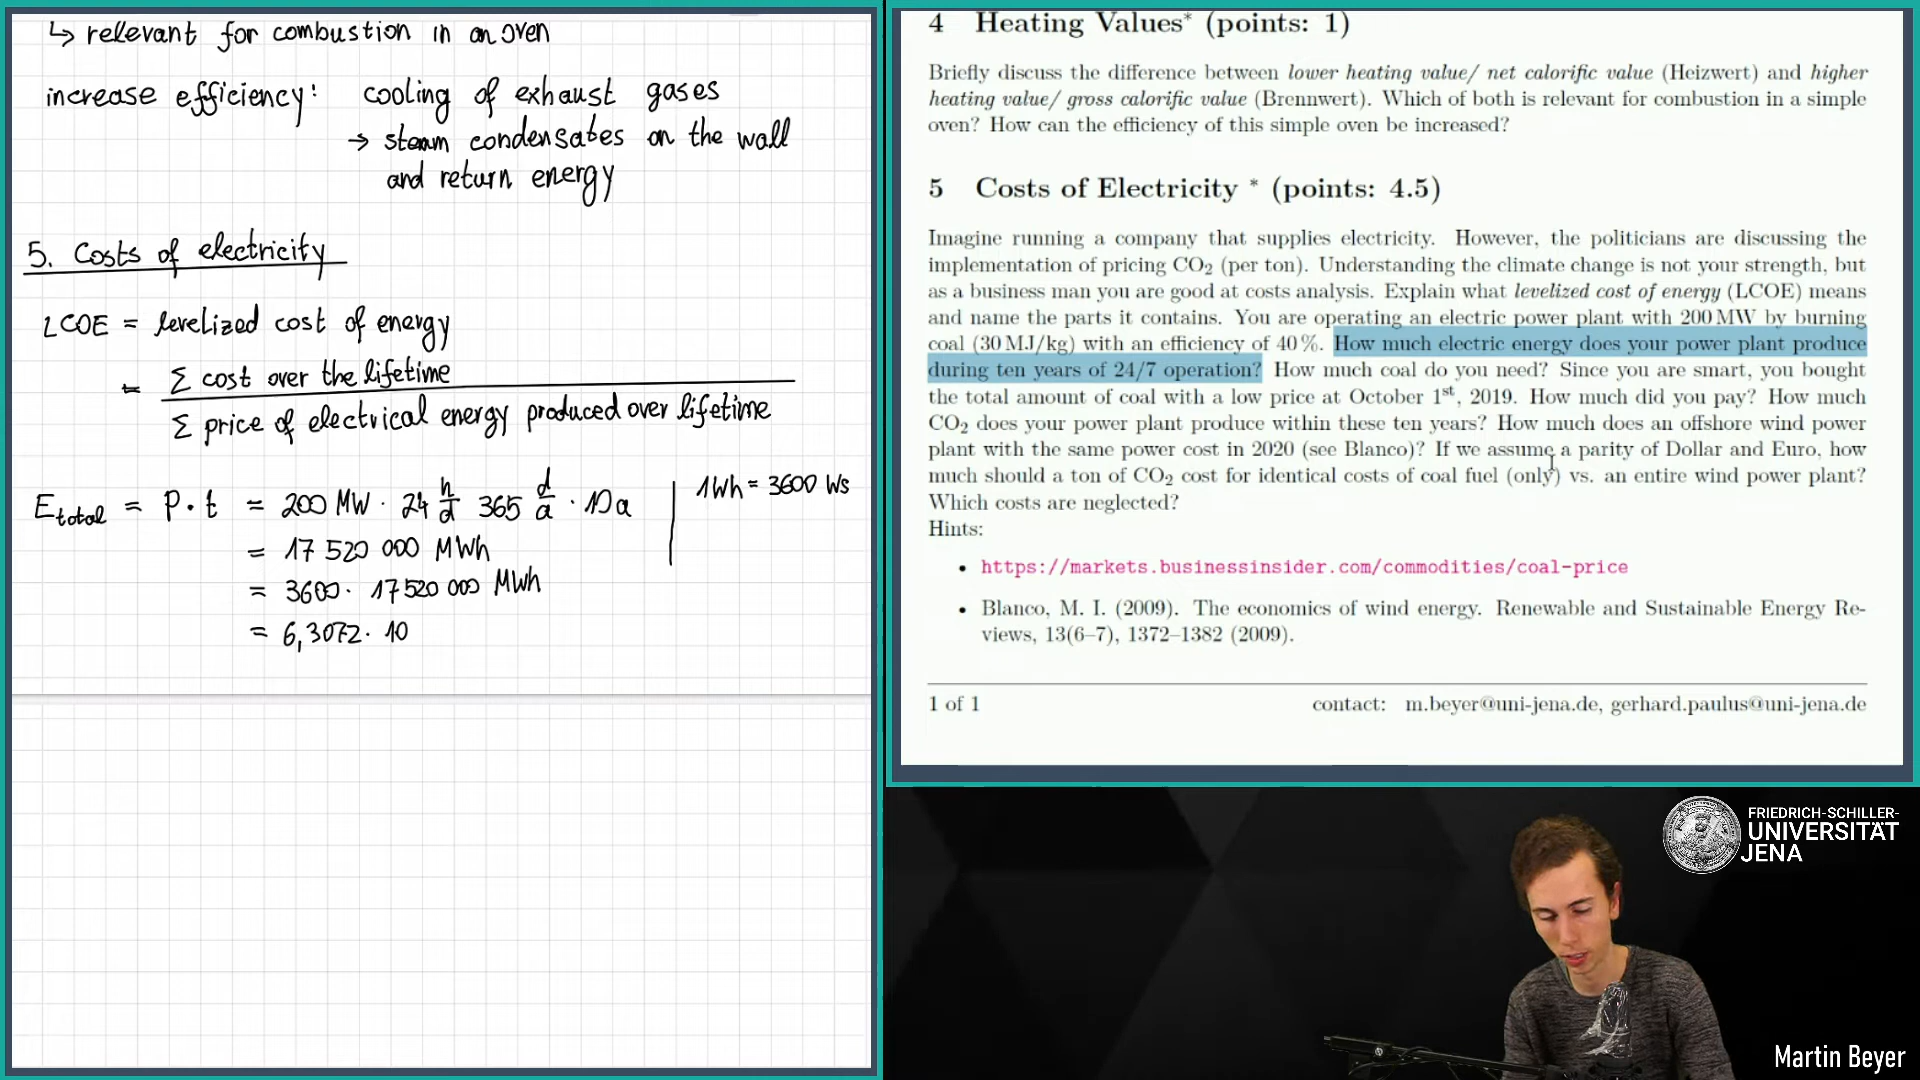 ↳ relevant for combustion in an oven
increase efficiency: cooling of exhaust gases
→ steam condensates on the wall
and return energy
5. Costs of electricity
LCOE = levelized cost of energy
= Σ cost over the lifetime
Σ price of electrical energy produced over lifetime
E total = P · t = 200 MW · 24 h/d 365 d/a · 10a
1Wh = 3600 Ws
= 17 520 000 MWh
= 3600 · 17520 000 MWh
= 6,3072 · 10
4 Heating Values* (points: 1)
Briefly discuss the difference between lower heating value/ net calorific value (Heizwert) and higher
heating value/ gross calorific value (Brennwert). Which of both is relevant for combustion in a simple
oven? How can the efficiency of this simple oven be increased?
5 Costs of Electricity * (points: 4.5)
Imagine running a company that supplies electricity. However, the politicians are discussing the
implementation of pricing CO₂ (per ton). Understanding the climate change is not your strength, but
as a business man you are good at costs analysis. Explain what levelized cost of energy (LCOE) means
and name the parts it contains. You are operating an electric power plant with 200 MW by burning
coal (30 MJ/kg) with an efficiency of 40 %. How much electric energy does your power plant produce
during ten years of 24/7 operation? How much coal do you need? Since you are smart, you bought
the total amount of coal with a low price at October 1st, 2019. How much did you pay? How much
CO₂ does your power plant produce within these ten years? How much does an offshore wind power
plant with the same power cost in 2020 (see Blanco)? If we assume a parity of Dollar and Euro, how
much should a ton of CO₂ cost for identical costs of coal fuel (only) vs. an entire wind power plant?
Which costs are neglected?
Hints:
• https://markets.businessinsider.com/commodities/coal-price
• Blanco, M. I. (2009). The economics of wind energy. Renewable and Sustainable Energy Re-
views, 13(6–7), 1372–1382 (2009).
1 of 1 contact: m.beyer@uni-jena.de, gerhard.paulus@uni-jena.de
FRIEDRICH-SCHILLER-
UNIVERSITÄT
JENA
Martin Beyer